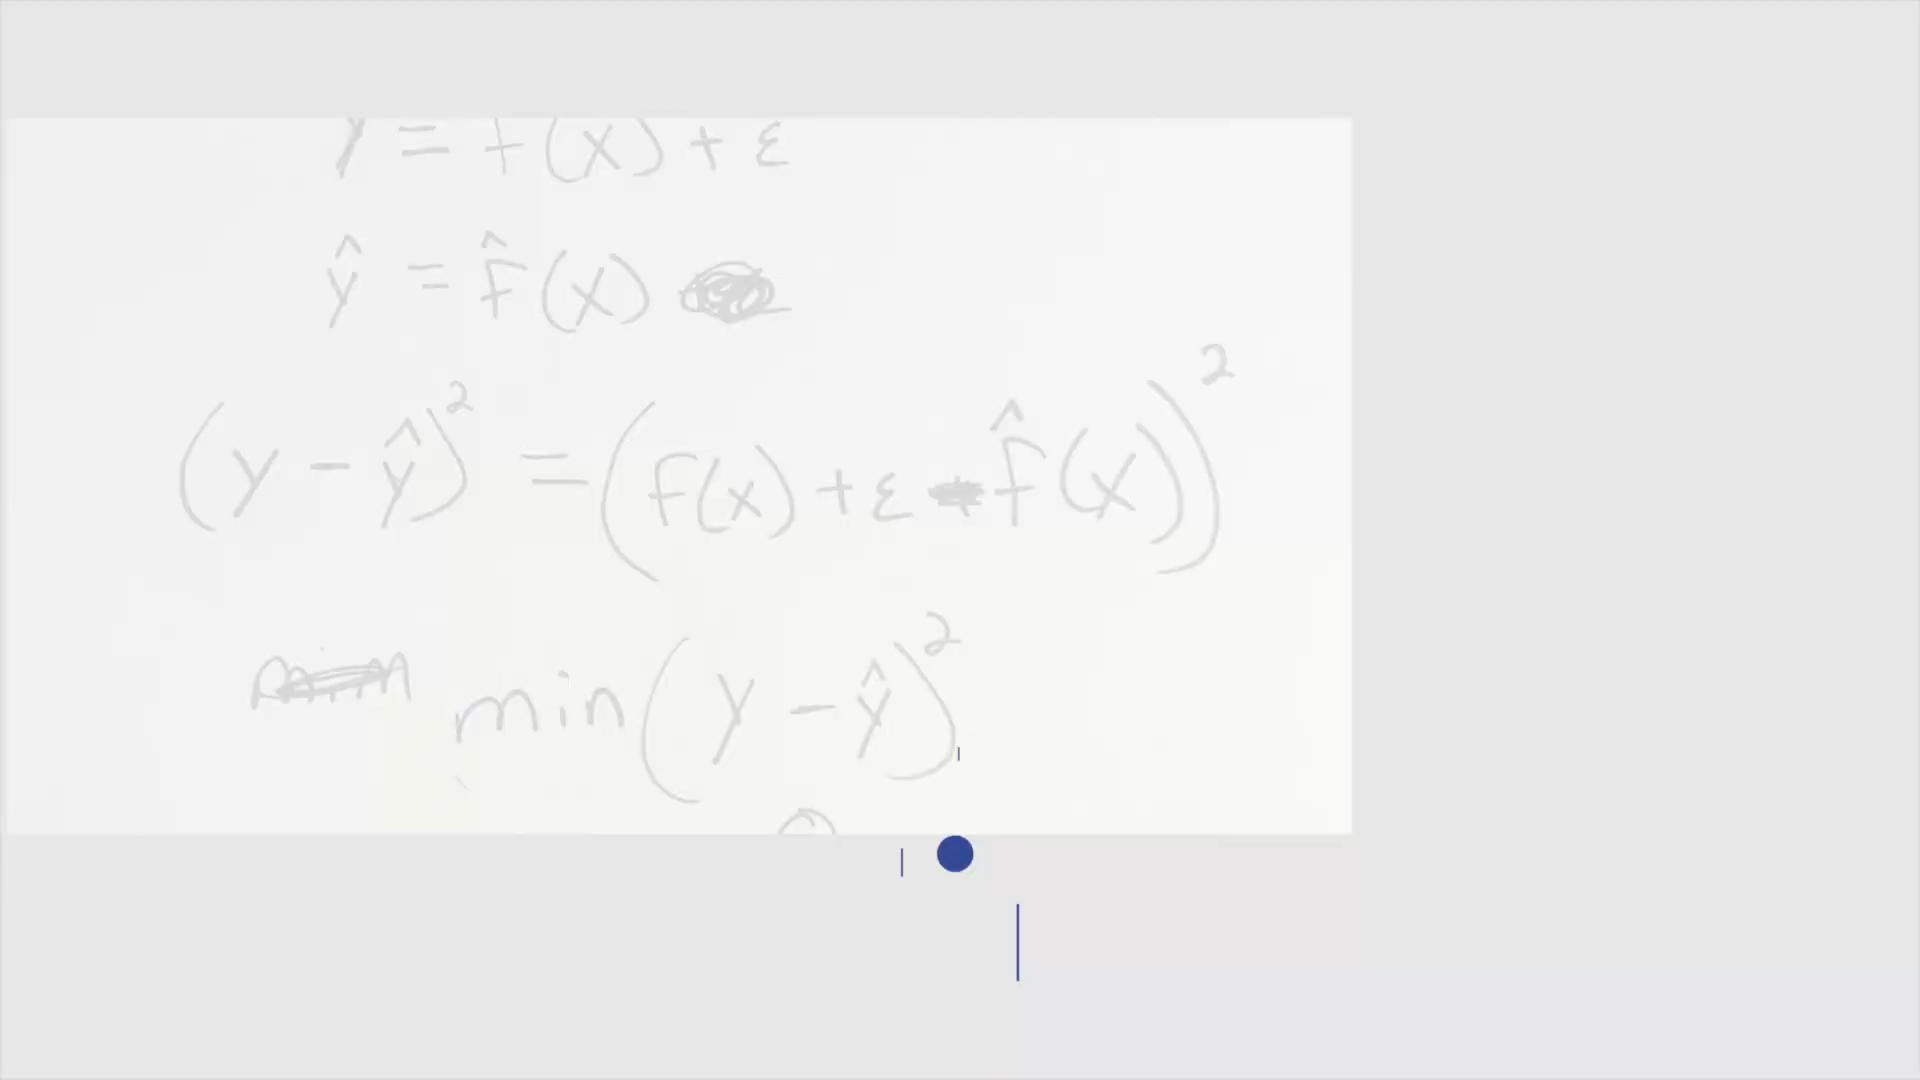 y = f(x) + ε
ŷ = f̂(x)
(y - ŷ)² = (f(x) + ε - f̂(x))²
min (y - ŷ)²